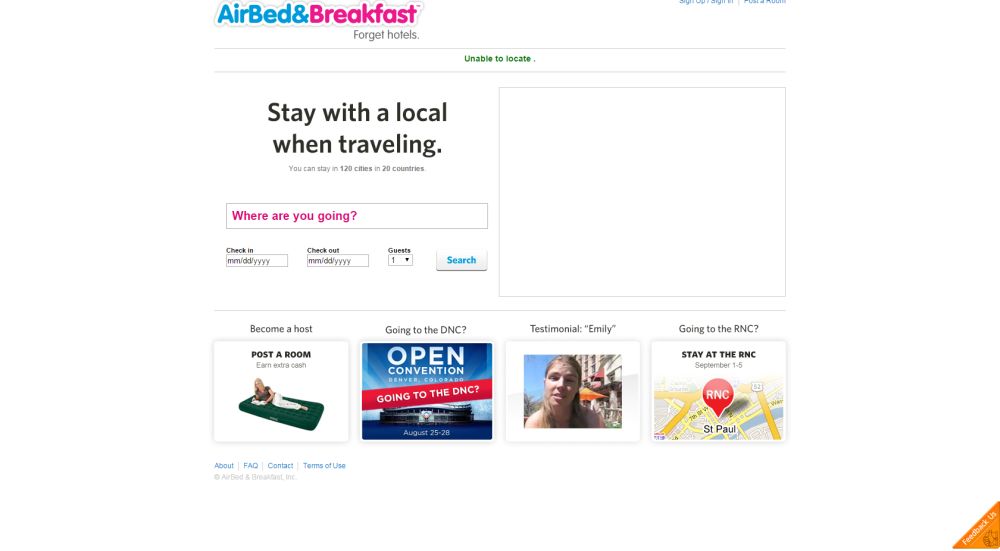 AirBed&Breakfast
Forget hotels.
Sign Up / Sign In | Post a Room
Unable to locate .
Stay with a local
when traveling.
You can stay in 120 cities in 20 countries.
Where are you going?
Check in
Check out
Guests
mm/dd/yyyy
mm/dd/yyyy
1
Search
Become a host
Going to the DNC?
Testimonial: “Emily”
Going to the RNC?
POST A ROOM
Earn extra cash
OPEN
CONVENTION
DENVER, COLORADO
GOING TO THE DNC?
August 25-28
STAY AT THE RNC
September 1-5
52
RNC
St Paul
About | FAQ | Contact | Terms of Use
© AirBed & Breakfast, Inc.
Feedback Us